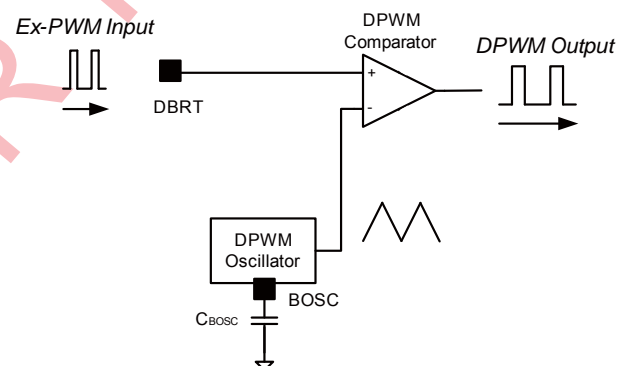 Ex-PWM Input
DPWM
Comparator
DPWM Output
+
-
DBRT
DPWM
Oscillator
BOSC
CBOSC